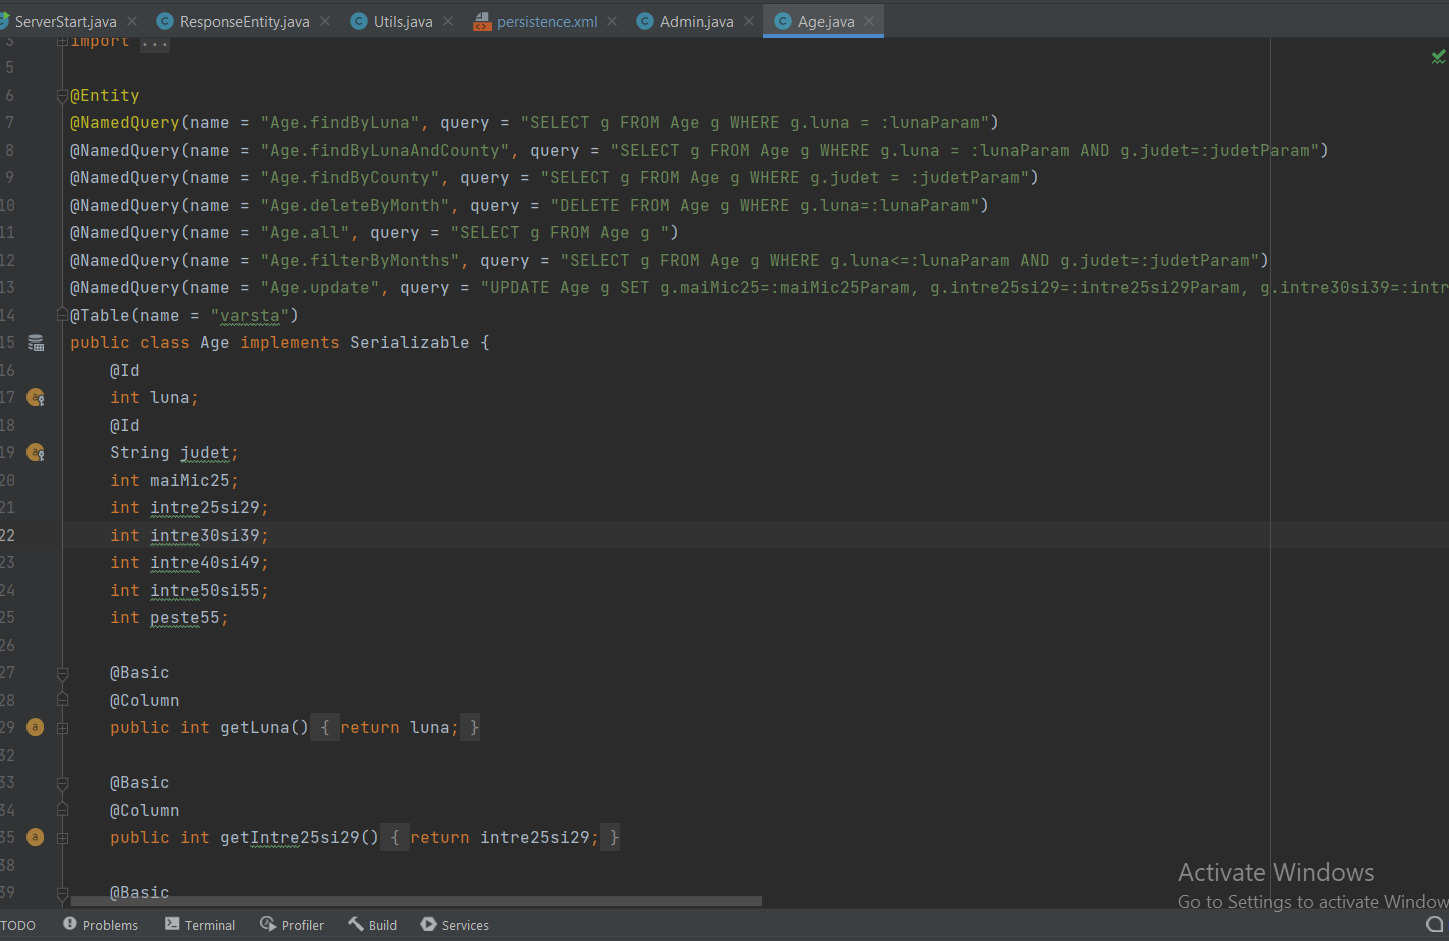 ServerStart.java ResponseEntity.java Utils.java persistence.xml Admin.java Age.java
3 import ...
5
6 @Entity
7 @NamedQuery(name = "Age.findByLuna", query = "SELECT g FROM Age g WHERE g.luna = :lunaParam")
8 @NamedQuery(name = "Age.findByLunaAndCounty", query = "SELECT g FROM Age g WHERE g.luna = :lunaParam AND g.judet=:judetParam")
9 @NamedQuery(name = "Age.findByCounty", query = "SELECT g FROM Age g WHERE g.judet = :judetParam")
10 @NamedQuery(name = "Age.deleteByMonth", query = "DELETE FROM Age g WHERE g.luna=:lunaParam")
11 @NamedQuery(name = "Age.all", query = "SELECT g FROM Age g ")
12 @NamedQuery(name = "Age.filterByMonths", query = "SELECT g FROM Age g WHERE g.luna<=:lunaParam AND g.judet=:judetParam")
13 @NamedQuery(name = "Age.update", query = "UPDATE Age g SET g.maiMic25=:maiMic25Param, g.intre25si29=:intre25si29Param, g.intre30si39=:intr
14 @Table(name = "varsta")
15 public class Age implements Serializable {
16 @Id
17 int luna;
18 @Id
19 String judet;
20 int maiMic25;
21 int intre25si29;
22 int intre30si39;
23 int intre40si49;
24 int intre50si55;
25 int peste55;
26
27 @Basic
28 @Column
29 public int getLuna() { return luna; }
32
33 @Basic
34 @Column
35 public int getIntre25si29() { return intre25si29; }
38
39 @Basic
Activate Windows
Go to Settings to activate Window
TODO Problems Terminal Profiler Build Services